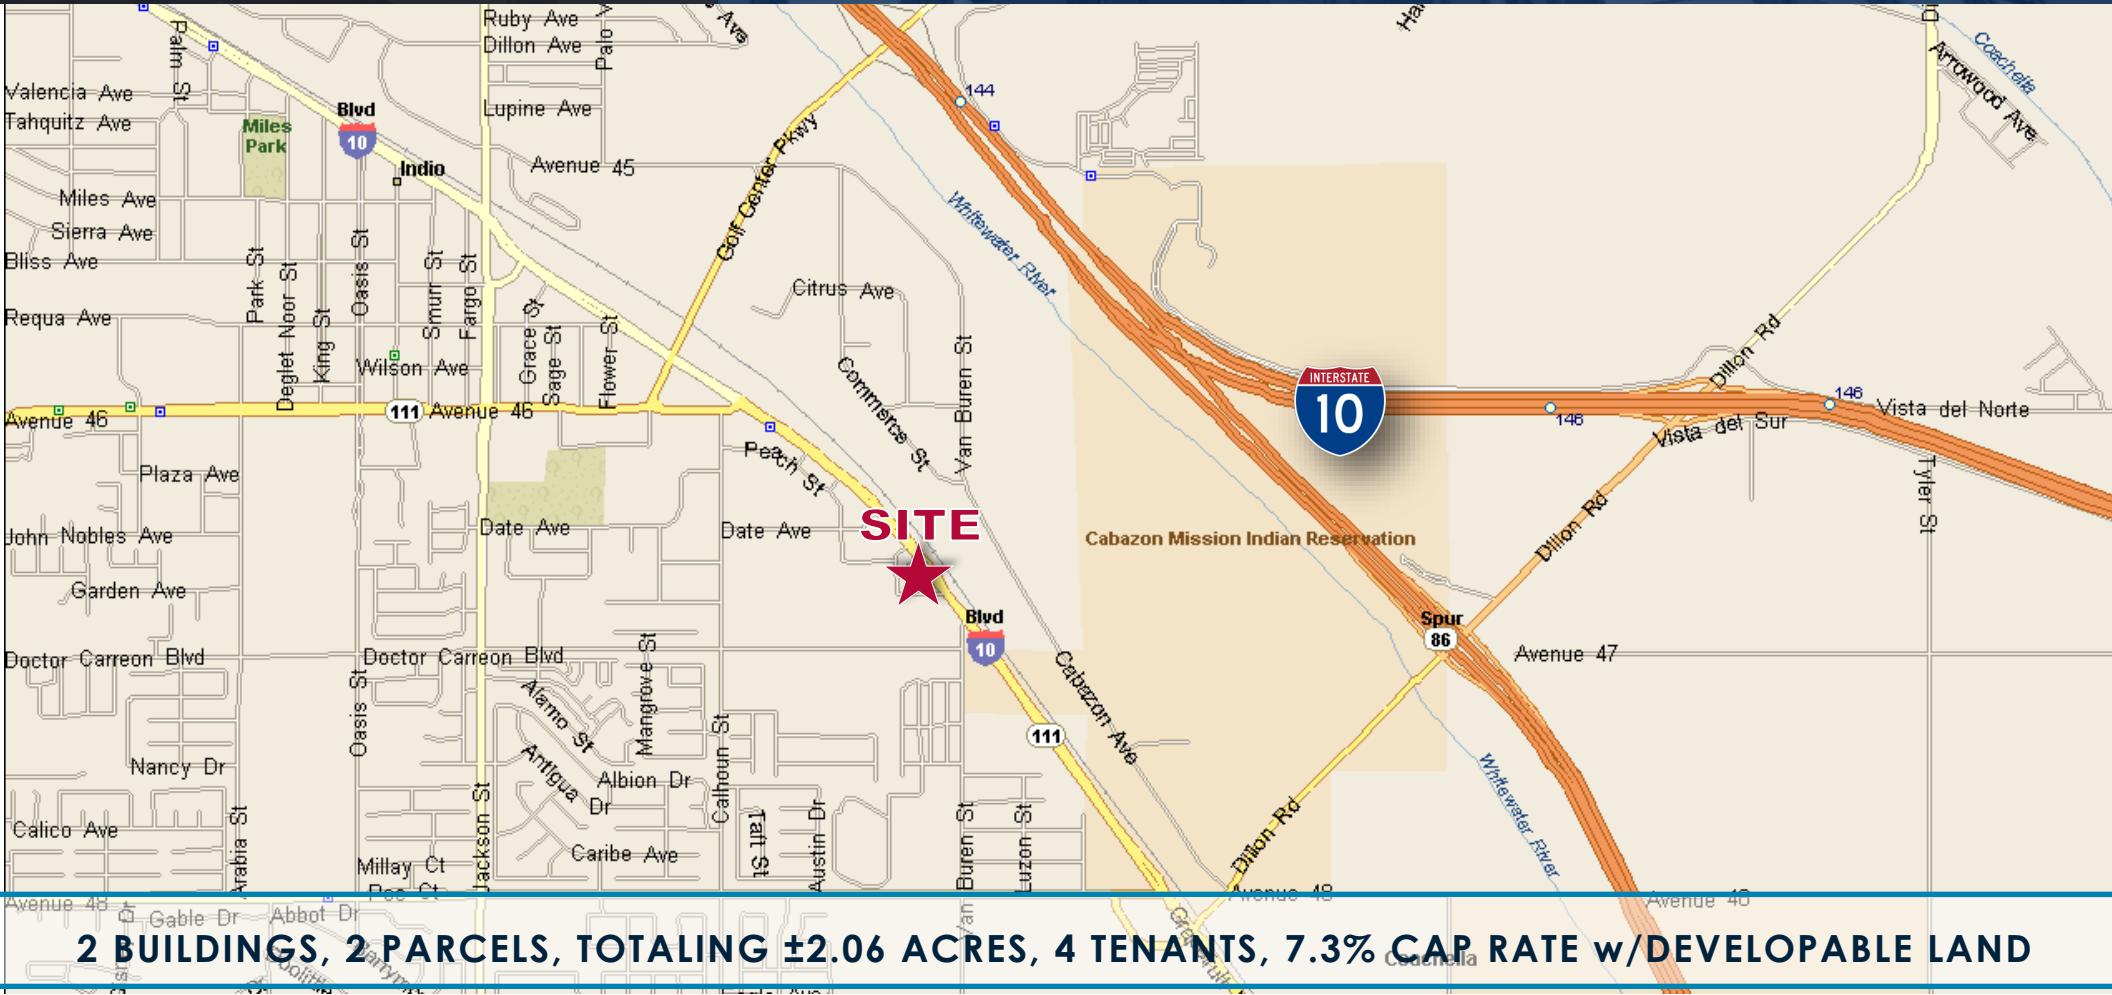 Ruby Ave
Dillon Ave
Palm St
Valencia Ave
Tahquitz Ave
Miles
Park
Blvd
10
Indio
Lupine Ave
Avenue 45
144
Arrowood Ave
Coachella
Miles Ave
Sierra Ave
Bliss Ave
Requa Ave
Park St
Deglet Noor St
King St
Oasis St
Smurr St
Fargo St
Wilson Ave
Grace St
Sage St
Flower St
Golf Center Pkwy
Citrus Ave
Commerce St
Van Buren St
Whitewater River
INTERSTATE
10
Dillon Rd
146
146
Vista del Norte
Vista del Sur
Tyler St
Avenue 46
111
Avenue 46
Plaza Ave
Peach St
John Nobles Ave
Date Ave
Date Ave
Garden Ave
SITE
Cabazon Mission Indian Reservation
Dillon Rd
Spur
86
Avenue 47
Blvd
10
Doctor Carreon Blvd
Doctor Carreon Blvd
Oasis St
Alamo St
Mangrove St
Calhoun St
Cabazon Ave
111
Nancy Dr
Antigua Dr
Albion Dr
Calico Ave
Arabia St
Jackson St
Millay Ct
Caribe Ave
Taft St
Austin Dr
Van Buren St
Luzon St
Dillon Rd
Whitewater River
Avenue 48
Gable Dr
Abbot Dr
Avenue 48
Avenue 48
Coachella
2 BUILDINGS, 2 PARCELS, TOTALING ±2.06 ACRES, 4 TENANTS, 7.3% CAP RATE w/DEVELOPABLE LAND